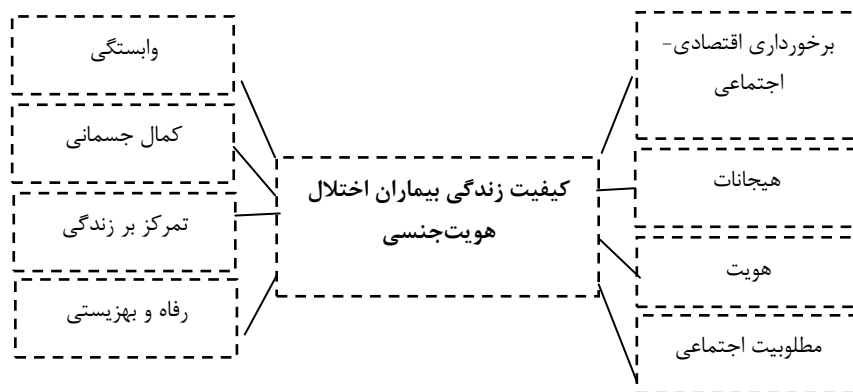 برخورداری اقتصادی-
اجتماعی
هیجانات
هویت
مطلوبیت اجتماعی
کیفیت زندگی بیماران اختلال
هویت‌جنسی
وابستگی
کمال جسمانی
تمرکز بر زندگی
رفاه و بهزیستی